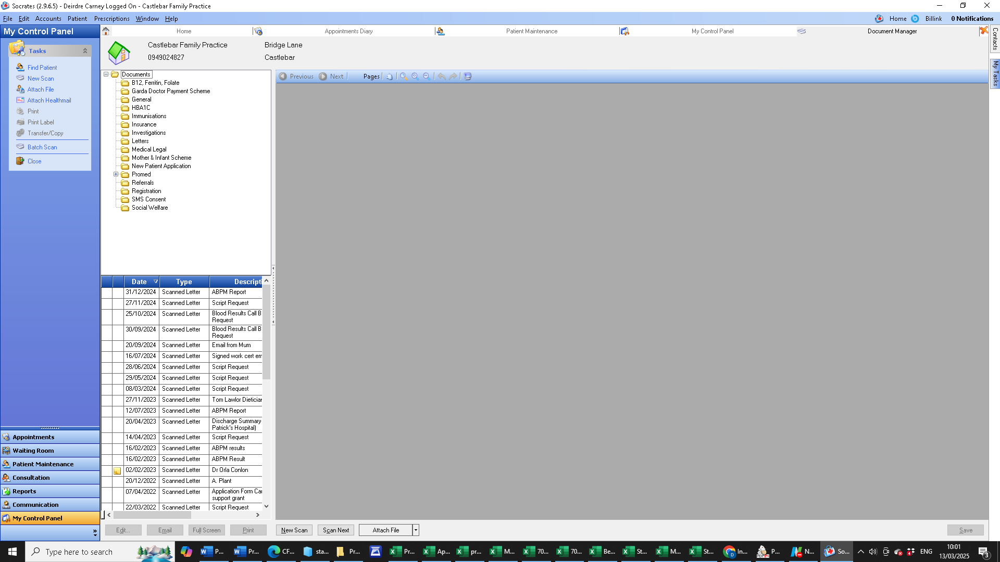 Socrates (2.9.6.5) - Deirdre Carney Logged On - Castlebar Family Practice
File Edit Accounts Patient Prescriptions Window Help
Home Billink 0 Notifications
My Control Panel
Home Appointments Diary Patient Maintenance My Control Panel Document Manager
Contacts
My Tasks
Castlebar Family Practice Bridge Lane
0949024827 Castlebar
Tasks
Find Patient
New Scan
Attach File
Attach Healthmail
Print
Print Label
Transfer/Copy
Batch Scan
Close
Documents
B12, Ferritin, Folate
Garda Doctor Payment Scheme
General
HBA1C
Immunisations
Insurance
Investigations
Letters
Medical Legal
Mother & Infant Scheme
New Patient Application
Promed
Referrals
Registration
SMS Consent
Social Welfare
Previous Next Pages
Date Type Descripti
31/12/2024 Scanned Letter ABPM Report
27/11/2024 Scanned Letter Script Request
25/10/2024 Scanned Letter Blood Results Call B
Request
30/09/2024 Scanned Letter Blood Results Call B
Request
20/09/2024 Scanned Letter Email from Mum
16/07/2024 Scanned Letter Signed work cert em
28/06/2024 Scanned Letter Script Request
29/05/2024 Scanned Letter Script Request
08/03/2024 Scanned Letter Script Request
27/11/2023 Scanned Letter Tom Lawlor Dietician
12/07/2023 Scanned Letter ABPM Report
20/04/2023 Scanned Letter Discharge Summary
Patrick's Hospital)
14/04/2023 Scanned Letter Script Request
16/02/2023 Scanned Letter ABPM results
16/02/2023 Scanned Letter ABPM Result
02/02/2023 Scanned Letter Dr Orla Conlon
20/12/2022 Scanned Letter A. Plant
07/04/2022 Scanned Letter Application Form Car
support grant
22/03/2022 Scanned Letter Script Request
Appointments
Waiting Room
Patient Maintenance
Consultation
Reports
Communication
My Control Panel
Edit... Email Full Screen Print New Scan Scan Next Attach File Save
Type here to search P... Pr... CF... sta... Pr... Pr... Ap... pr... M... 70... 70... Be... St... M... St... In... P... N... So... ENG
10:01
13/03/2025
3